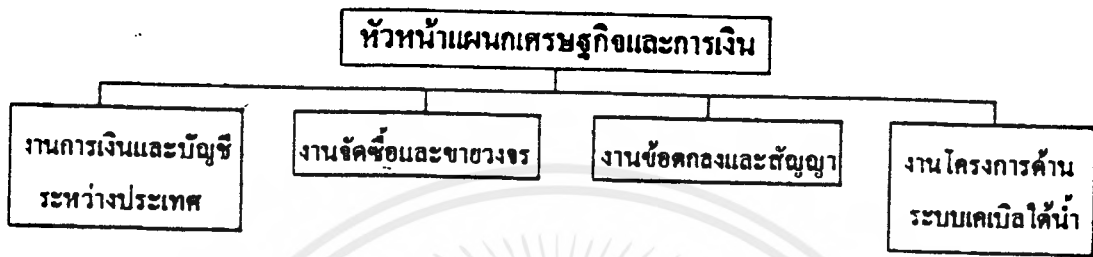 หัวหน้าแผนกเศรษฐกิจและการเงิน
งานการเงินและบัญชี
ระหว่างประเทศ
งานจัดซื้อและขายวงจร
งานข้อตกลงและสัญญา
งานโครงการด้าน
ระบบเคเบิลใต้น้ำ